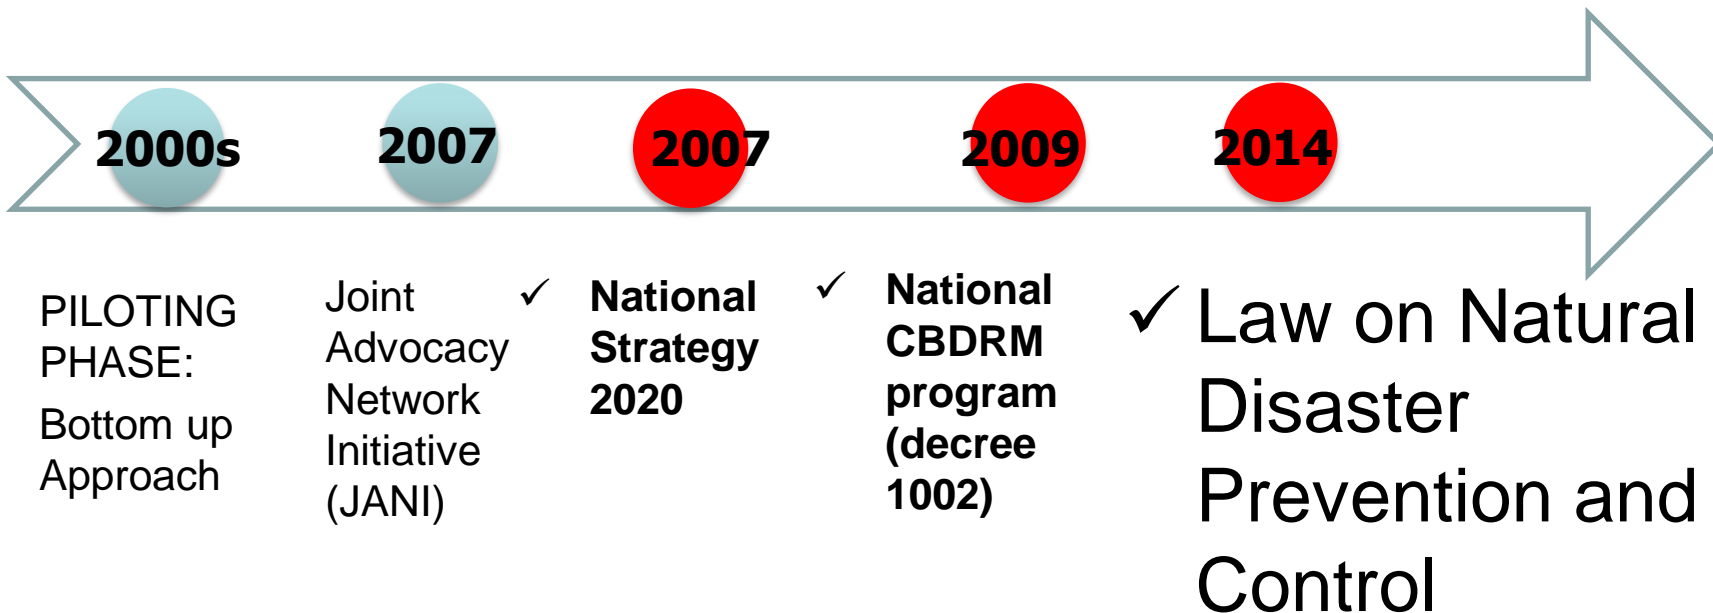 2000s
2007
2007
2009
2014
PILOTING
PHASE:
Bottom up
Approach
Joint
Advocacy
Network
Initiative
(JANI)
✓ National
Strategy
2020
✓ National
CBDRM
program
(decree
1002)
✓ Law on Natural
Disaster
Prevention and
Control